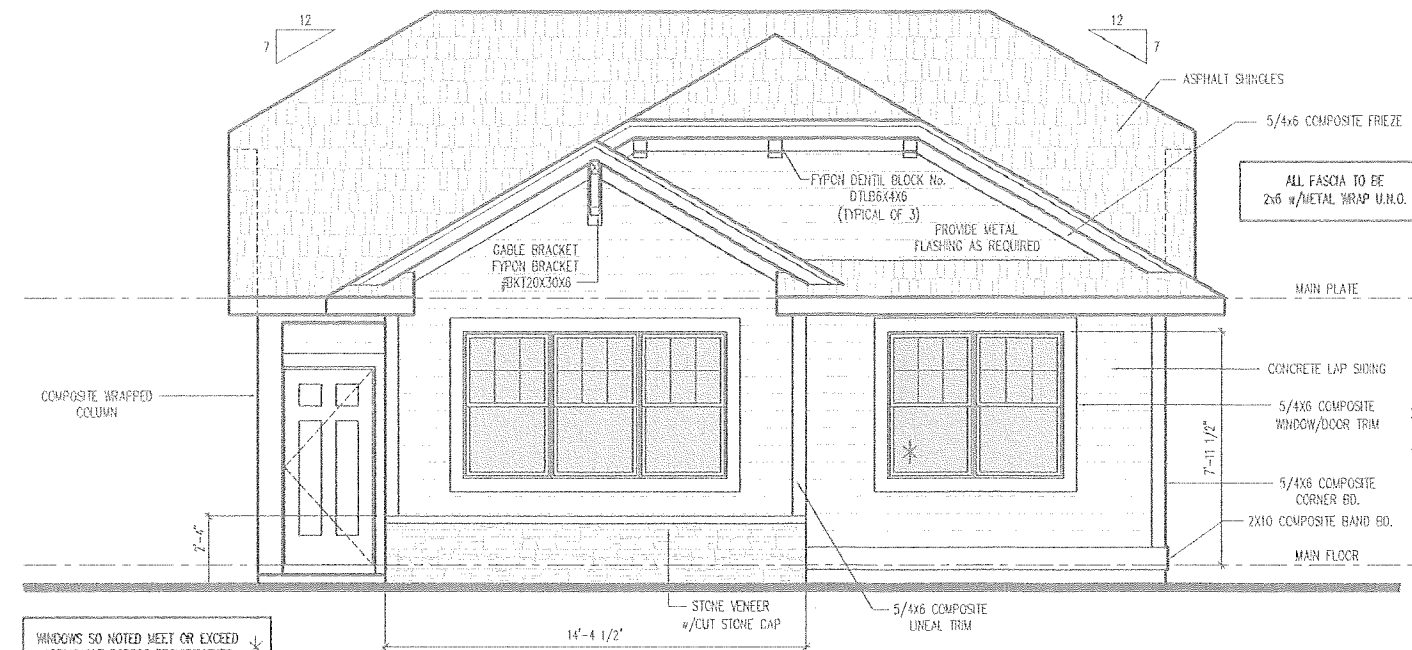 12
7
12
7
ASPHALT SHINGLES
5/4x6 COMPOSITE FRIEZE
ALL FASCIA TO BE
2x6 w/METAL WRAP U.N.O.
FYPON DENTIL BLOCK No.
DTLB6X4X6
(TYPICAL OF 3)
PROVIDE METAL
FLASHING AS REQUIRED
GABLE BRACKET
FYPON BRACKET
#BKT20X30X6
MAIN PLATE
CONCRETE LAP SIDING
COMPOSITE WRAPPED
COLUMN
5/4X6 COMPOSITE
WINDOW/DOOR TRIM
7'-11 1/2"
5/4X6 COMPOSITE
CORNER BD.
2X10 COMPOSITE BAND BD.
2'-4"
MAIN FLOOR
STONE VENEER
w/CUT STONE CAP
5/4X6 COMPOSITE
LINEAL TRIM
14'-4 1/2"
WINDOWS SO NOTED MEET OR EXCEED